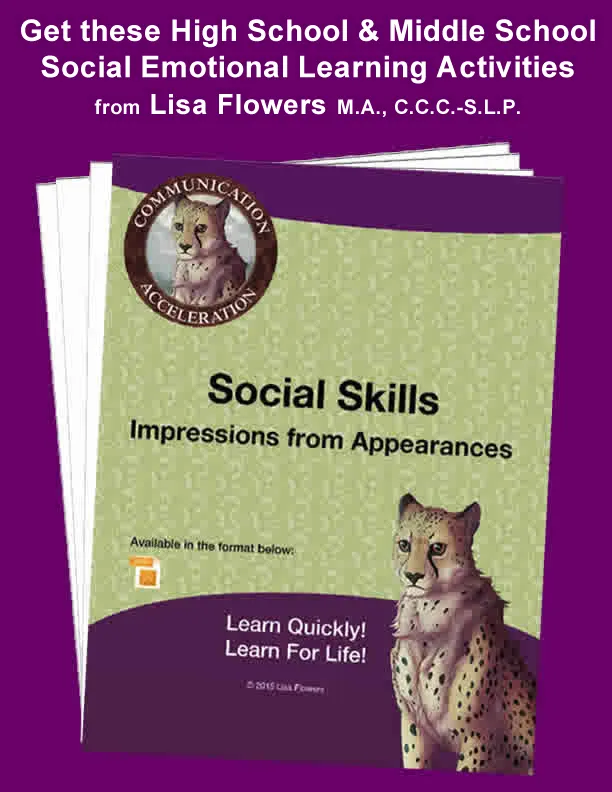 Get these High School & Middle School
Social Emotional Learning Activities
from Lisa Flowers M.A., C.C.C.-S.L.P.
COMMUNICATION
ACCELERATION
Social Skills
Impressions from Appearances
Available in the format below:
Learn Quickly!
Learn For Life!
© 2015 Lisa Flowers